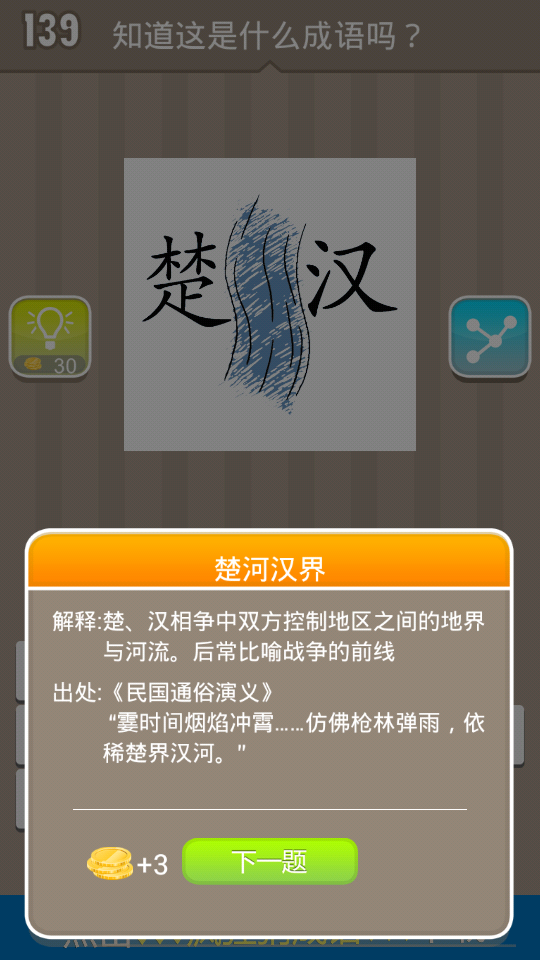 139
知道这是什么成语吗？
楚 汉
30
楚河汉界
解释:楚、汉相争中双方控制地区之间的地界
与河流。后常比喻战争的前线
出处:《民国通俗演义》
“霎时间烟焰冲霄……仿佛枪林弹雨，依
稀楚界汉河。”
+3
下一题